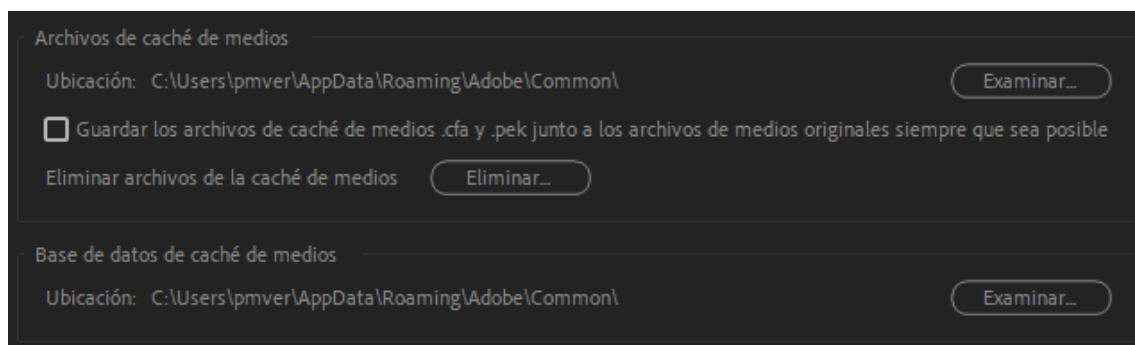 Archivos de caché de medios
Ubicación: C:\Users\pmver\AppData\Roaming\Adobe\Common\ Examinar...
Guardar los archivos de caché de medios .cfa y .pek junto a los archivos de medios originales siempre que sea posible
Eliminar archivos de la caché de medios Eliminar...
Base de datos de caché de medios
Ubicación: C:\Users\pmver\AppData\Roaming\Adobe\Common\ Examinar...